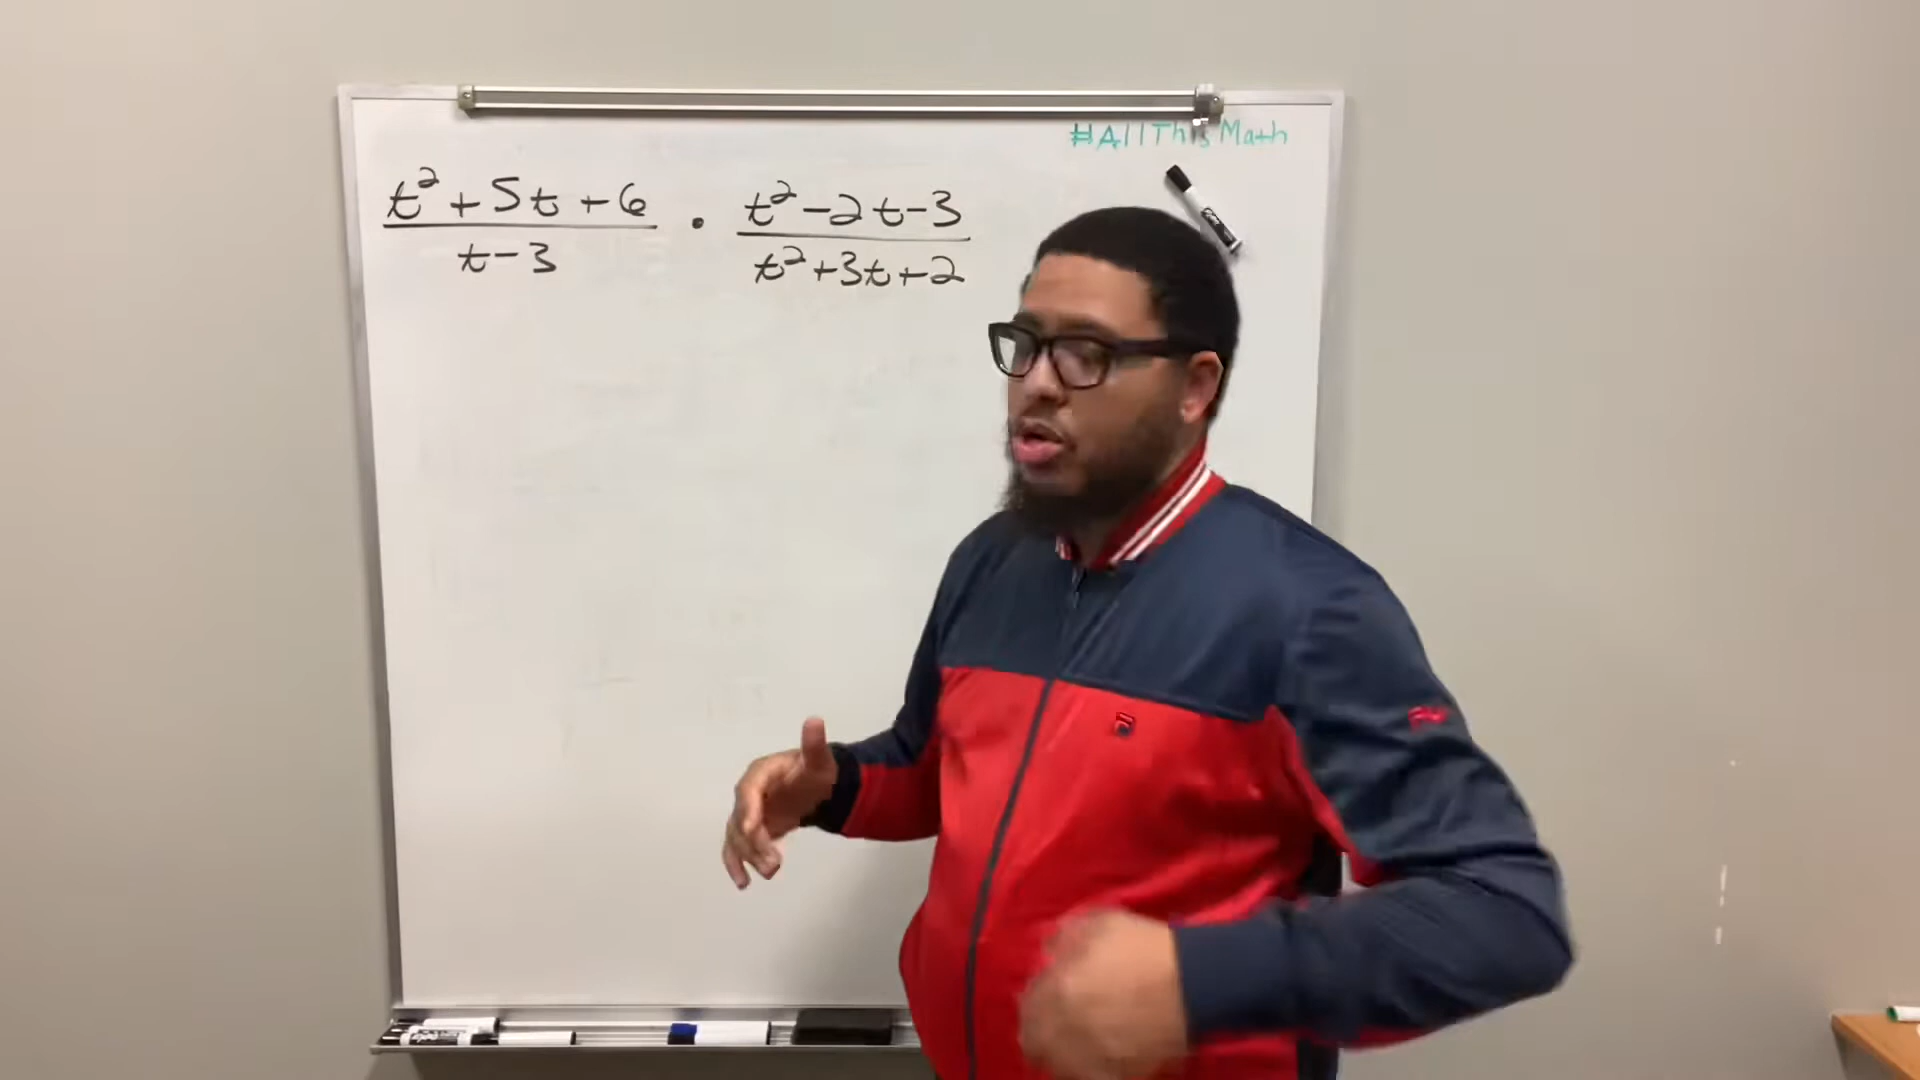 #AllThisMath
t² + 5t + 6 / t - 3 · t² - 2t - 3 / t² + 3t + 2